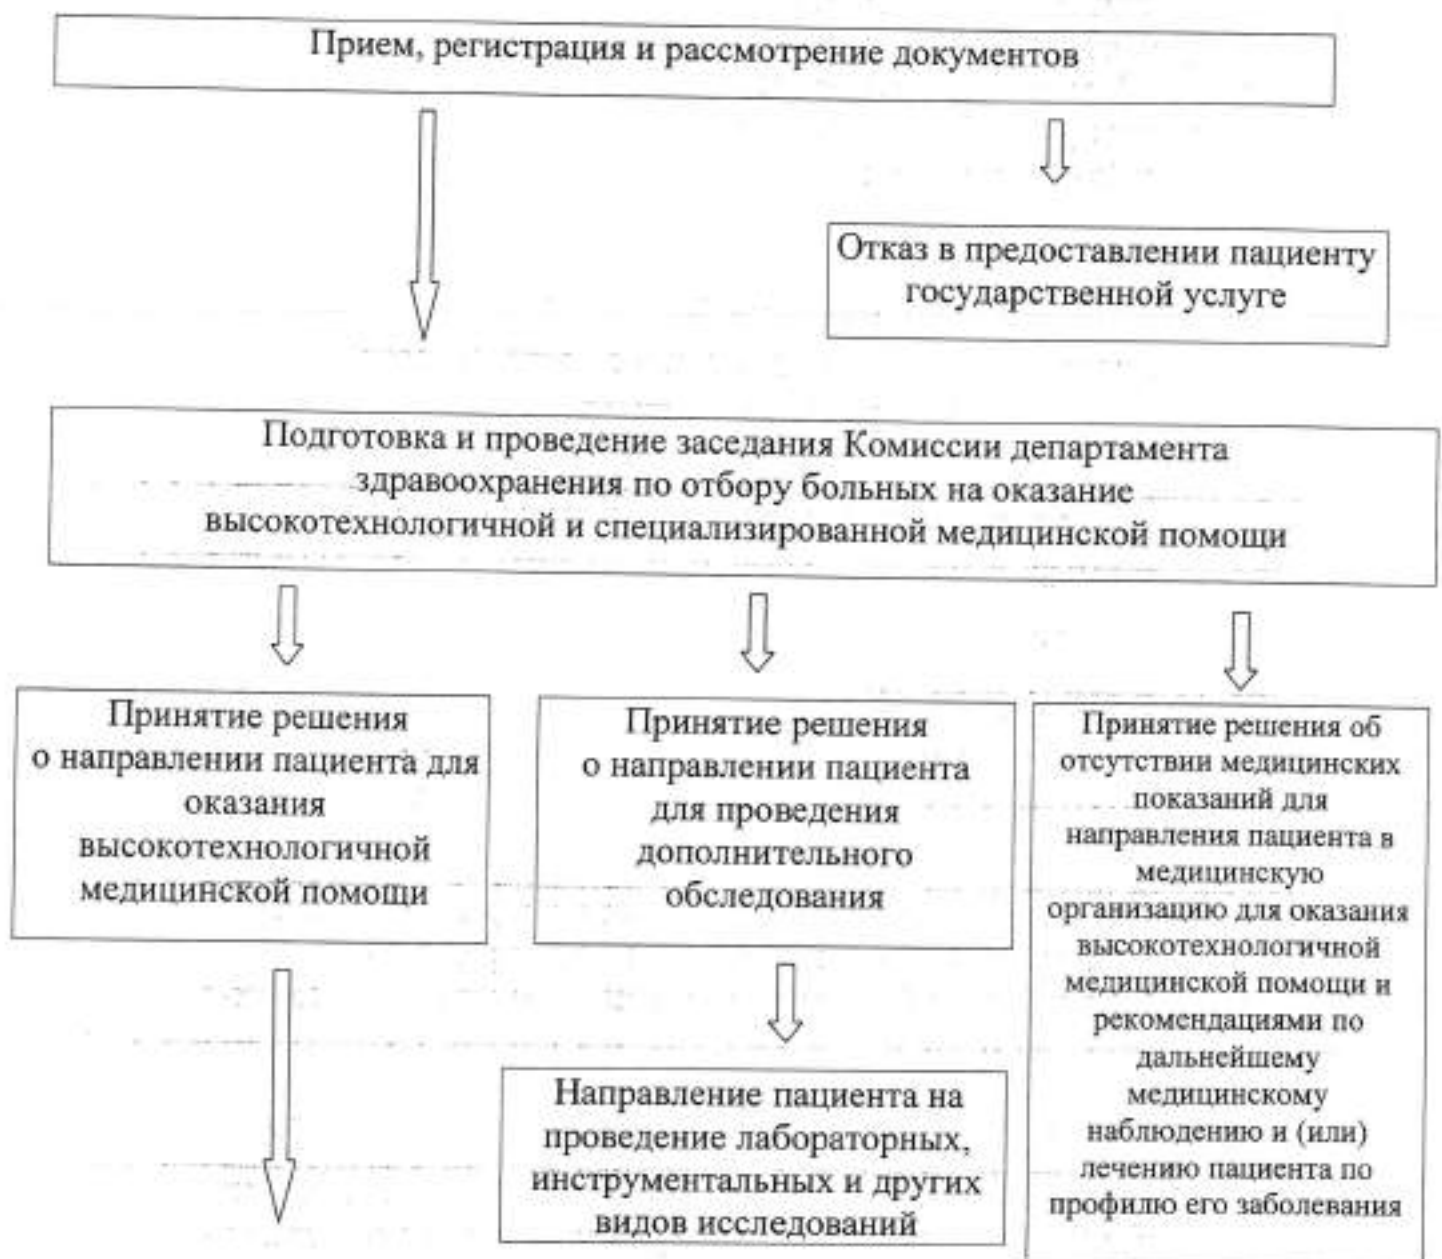 Прием, регистрация и рассмотрение документов
Отказ в предоставлении пациенту
государственной услуге
Подготовка и проведение заседания Комиссии департамента
здравоохранения по отбору больных на оказание
высокотехнологичной и специализированной медицинской помощи
Принятие решения
о направлении пациента для
оказания
высокотехнологичной
медицинской помощи
Принятие решения
о направлении пациента
для проведения
дополнительного
обследования
Направление пациента на
проведение лабораторных,
инструментальных и других
видов исследований
Принятие решения об
отсутствии медицинских
показаний для
направления пациента в
медицинскую
организацию для оказания
высокотехнологичной
медицинской помощи и
рекомендациями по
дальнейшему
медицинскому
наблюдению и (или)
лечению пациента по
профилю его заболевания